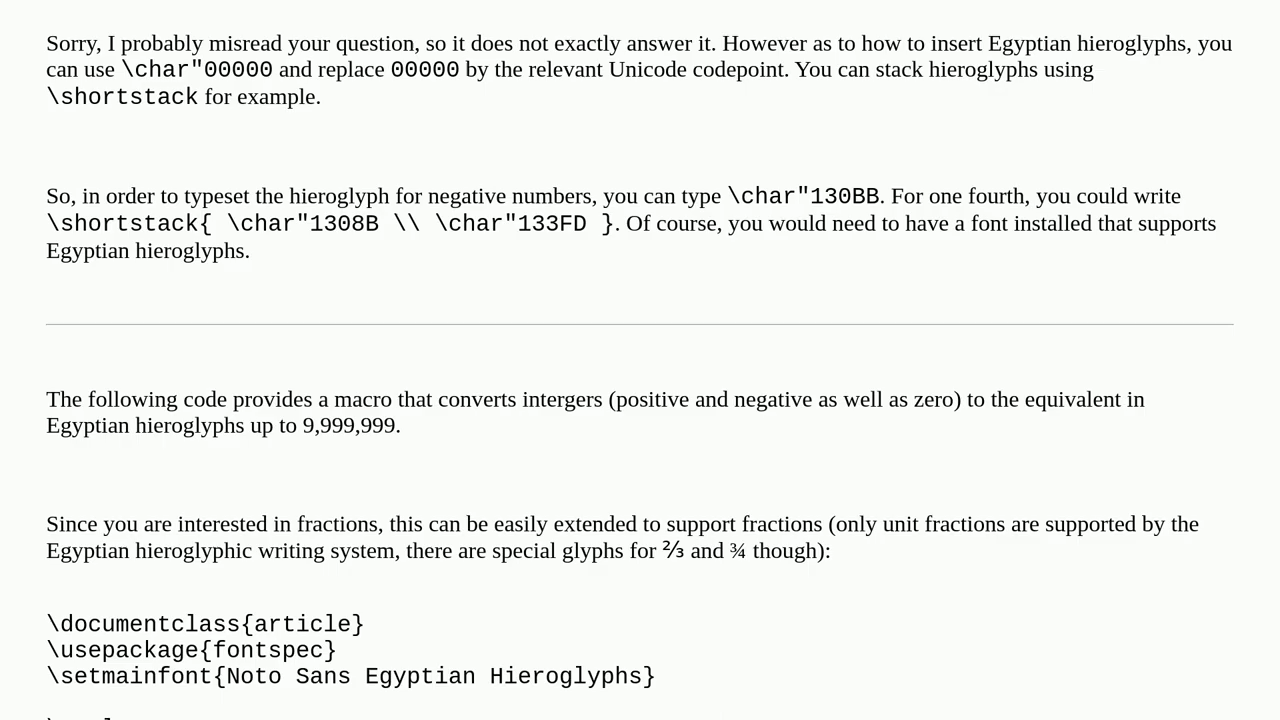 Sorry, I probably misread your question, so it does not exactly answer it. However as to how to insert Egyptian hieroglyphs, you
can use \char"00000 and replace 00000 by the relevant Unicode codepoint. You can stack hieroglyphs using
\shortstack for example.
So, in order to typeset the hieroglyph for negative numbers, you can type \char"130BB. For one fourth, you could write
\shortstack{ \char"1308B \\ \char"133FD }. Of course, you would need to have a font installed that supports
Egyptian hieroglyphs.
The following code provides a macro that converts intergers (positive and negative as well as zero) to the equivalent in
Egyptian hieroglyphs up to 9,999,999.
Since you are interested in fractions, this can be easily extended to support fractions (only unit fractions are supported by the
Egyptian hieroglyphic writing system, there are special glyphs for ⅔ and ¾ though):
\documentclass{article}
\usepackage{fontspec}
\setmainfont{Noto Sans Egyptian Hieroglyphs}